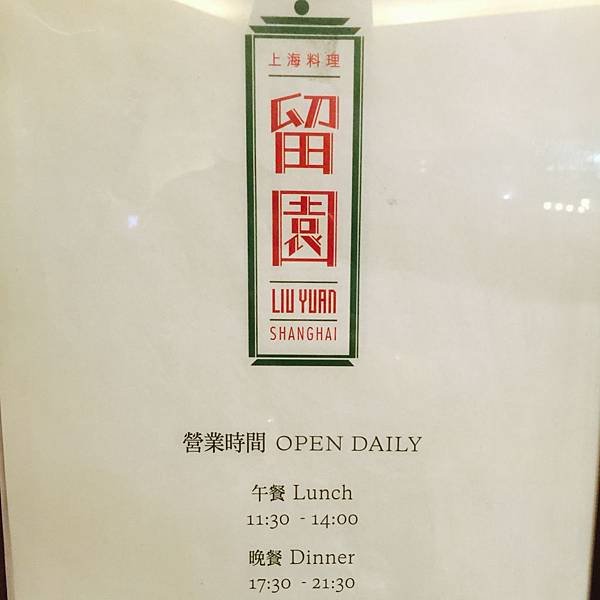 上海料理
留
園
LIU YUAN
SHANGHAI
營業時間 OPEN DAILY
午餐 Lunch
11:30 - 14:00
晚餐 Dinner
17:30 - 21:30